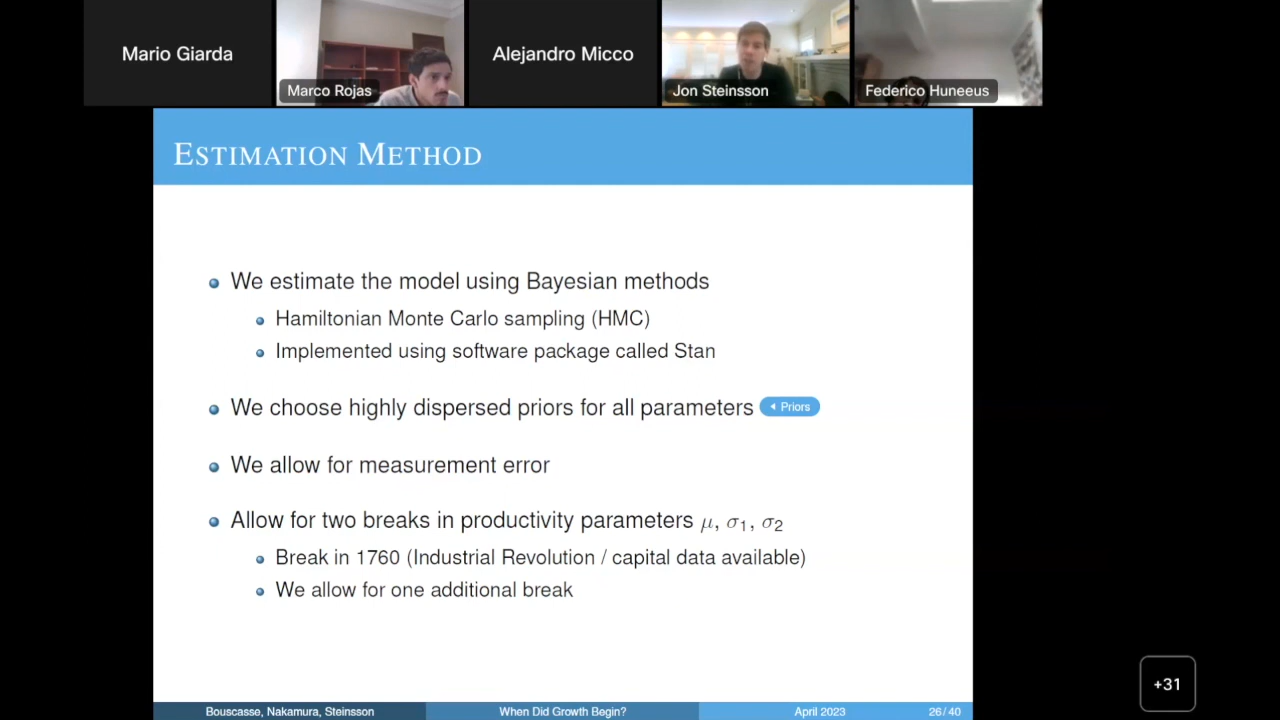 Mario Giarda
Marco Rojas
Alejandro Micco
Jon Steinsson
Federico Huneeus
ESTIMATION METHOD
We estimate the model using Bayesian methods
Hamiltonian Monte Carlo sampling (HMC)
Implemented using software package called Stan
We choose highly dispersed priors for all parameters Priors
We allow for measurement error
Allow for two breaks in productivity parameters μ, σ₁, σ₂
Break in 1760 (Industrial Revolution / capital data available)
We allow for one additional break
+31
Bouscasse, Nakamura, Steinsson When Did Growth Begin? April 2023 26/40